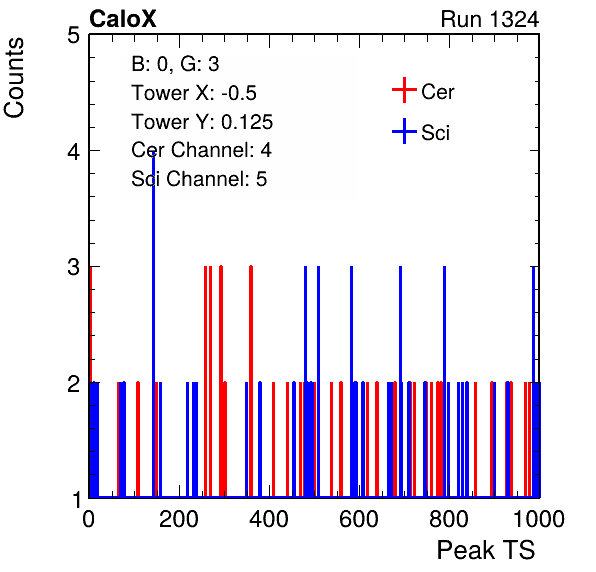 CaloX Run 1324
Counts
5
4
3
2
1
B: 0, G: 3
Tower X: -0.5
Tower Y: 0.125
Cer Channel: 4
Sci Channel: 5
Cer
Sci
0 200 400 600 800 1000
Peak TS